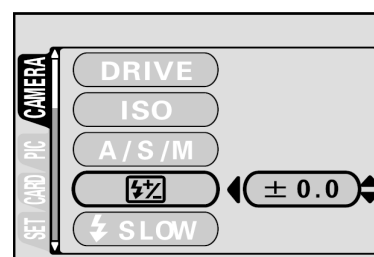 CAMERA
PIC
CARD
SET
DRIVE
ISO
A/S/M
± 0.0
⚡ SLOW